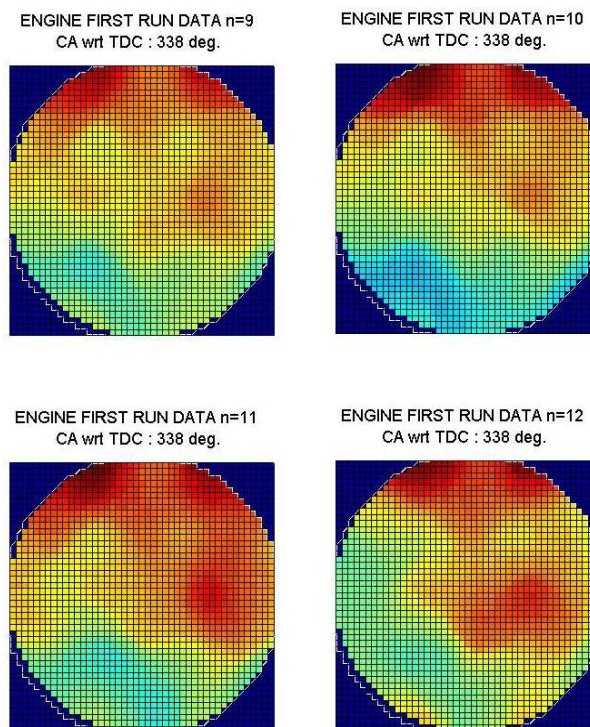 ENGINE FIRST RUN DATA n=9
CA wrt TDC : 338 deg.
ENGINE FIRST RUN DATA n=10
CA wrt TDC : 338 deg.
ENGINE FIRST RUN DATA n=11
CA wrt TDC : 338 deg.
ENGINE FIRST RUN DATA n=12
CA wrt TDC : 338 deg.